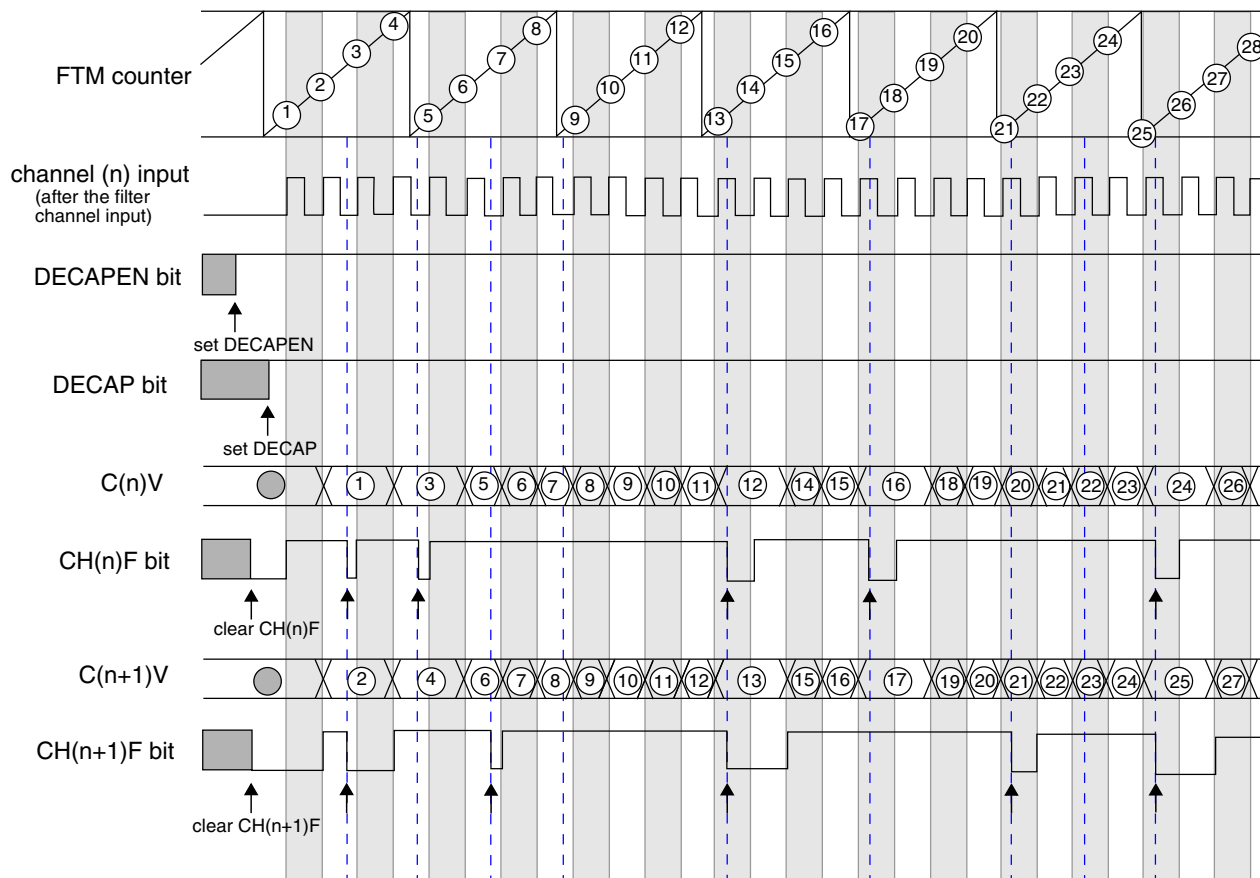 FTM counter
1 2 3 4 5 6 7 8 9 10 11 12 13 14 15 16 17 18 19 20 21 22 23 24 25 26 27 28
channel (n) input
(after the filter
channel input)
DECAPEN bit
set DECAPEN
DECAP bit
set DECAP
C(n)V
1 3 5 6 7 8 9 10 11 12 14 15 16 18 19 20 21 22 23 24 26
CH(n)F bit
clear CH(n)F
C(n+1)V
2 4 6 7 8 9 10 11 12 13 15 16 17 19 20 21 22 23 24 25 27
CH(n+1)F bit
clear CH(n+1)F